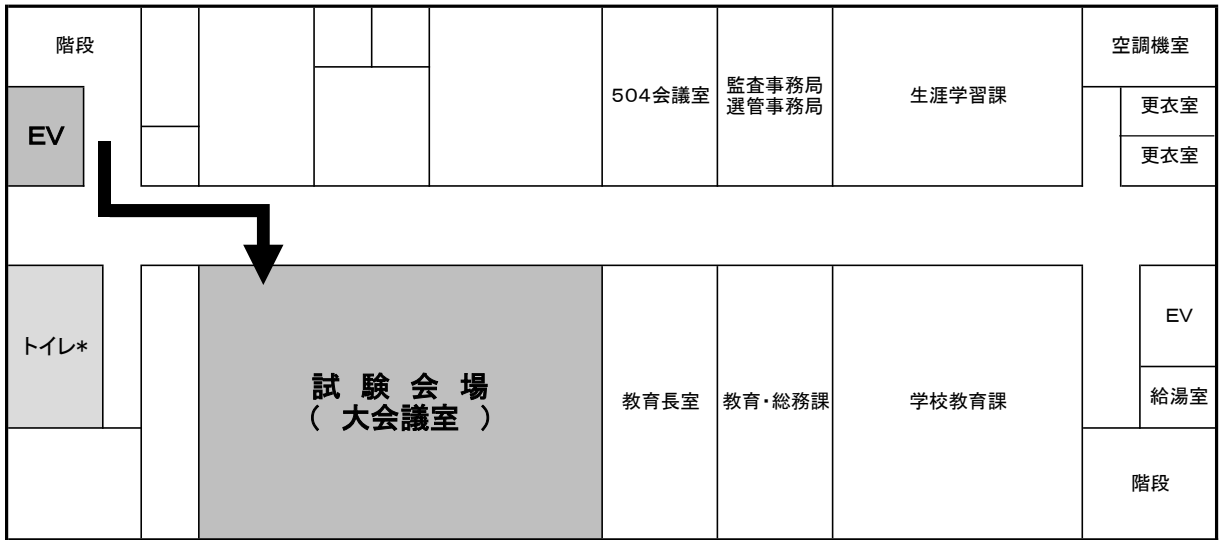 階段
空調機室
EV
504会議室
監査事務局
選管事務局
生涯学習課
更衣室
更衣室
トイレ*
試 験 会 場
( 大会議室 )
教育長室
教育・総務課
学校教育課
EV
給湯室
階段